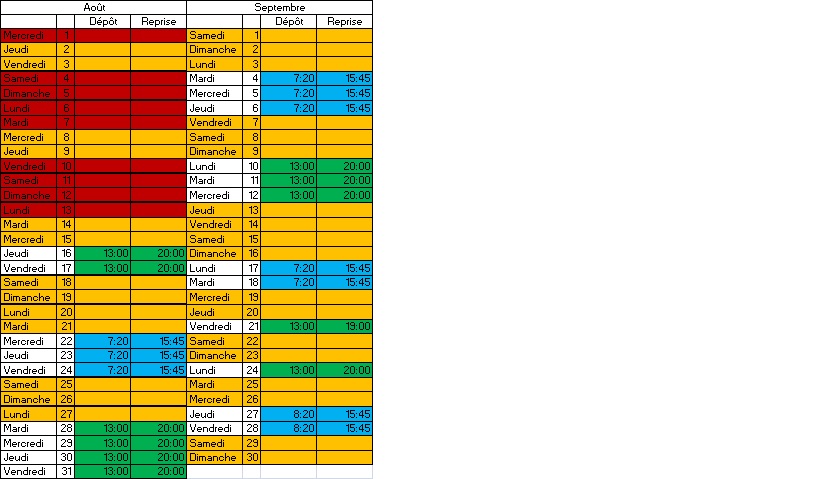 Août Septembre
Dépôt Reprise Dépôt Reprise
Mercredi 1 Samedi 1
Jeudi 2 Dimanche 2
Vendredi 3 Lundi 3
Samedi 4 Mardi 4 7:20 15:45
Dimanche 5 Mercredi 5 7:20 15:45
Lundi 6 Jeudi 6 7:20 15:45
Mardi 7 Vendredi 7
Mercredi 8 Samedi 8
Jeudi 9 Dimanche 9
Vendredi 10 Lundi 10 13:00 20:00
Samedi 11 Mardi 11 13:00 20:00
Dimanche 12 Mercredi 12 13:00 20:00
Lundi 13 Jeudi 13
Mardi 14 Vendredi 14
Mercredi 15 Samedi 15
Jeudi 16 13:00 20:00 Dimanche 16
Vendredi 17 13:00 20:00 Lundi 17 7:20 15:45
Samedi 18 Mardi 18 7:20 15:45
Dimanche 19 Mercredi 19
Lundi 20 Jeudi 20
Mardi 21 Vendredi 21 13:00 19:00
Mercredi 22 7:20 15:45 Samedi 22
Jeudi 23 7:20 15:45 Dimanche 23
Vendredi 24 7:20 15:45 Lundi 24 13:00 20:00
Samedi 25 Mardi 25
Dimanche 26 Mercredi 26
Lundi 27 Jeudi 27 8:20 15:45
Mardi 28 13:00 20:00 Vendredi 28 8:20 15:45
Mercredi 29 13:00 20:00 Samedi 29
Jeudi 30 13:00 20:00 Dimanche 30
Vendredi 31 13:00 20:00